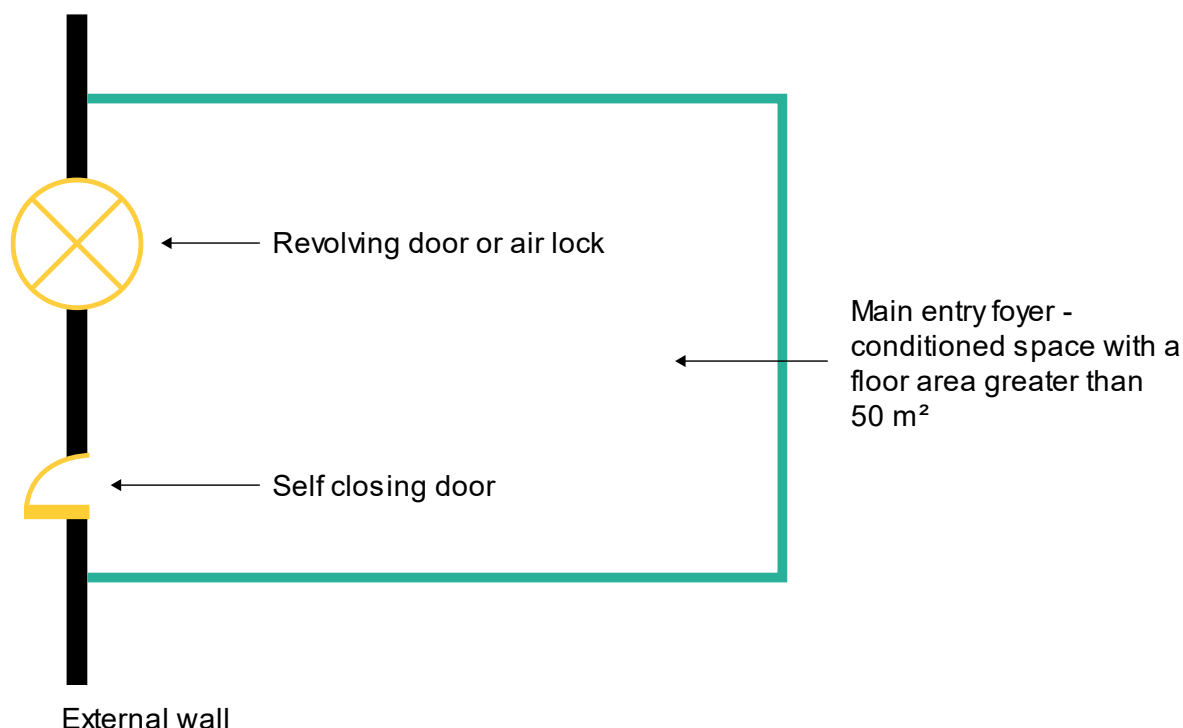 Revolving door or air lock
Main entry foyer -
conditioned space with a
floor area greater than
50 m²
Self closing door
External wall